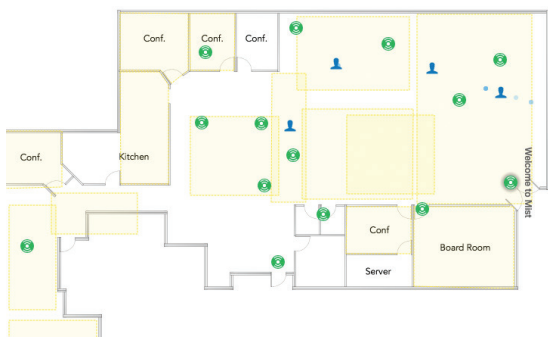 Conf.
Conf.
Conf.
Conf.
Kitchen
Welcome to Mist
Conf
Board Room
Server